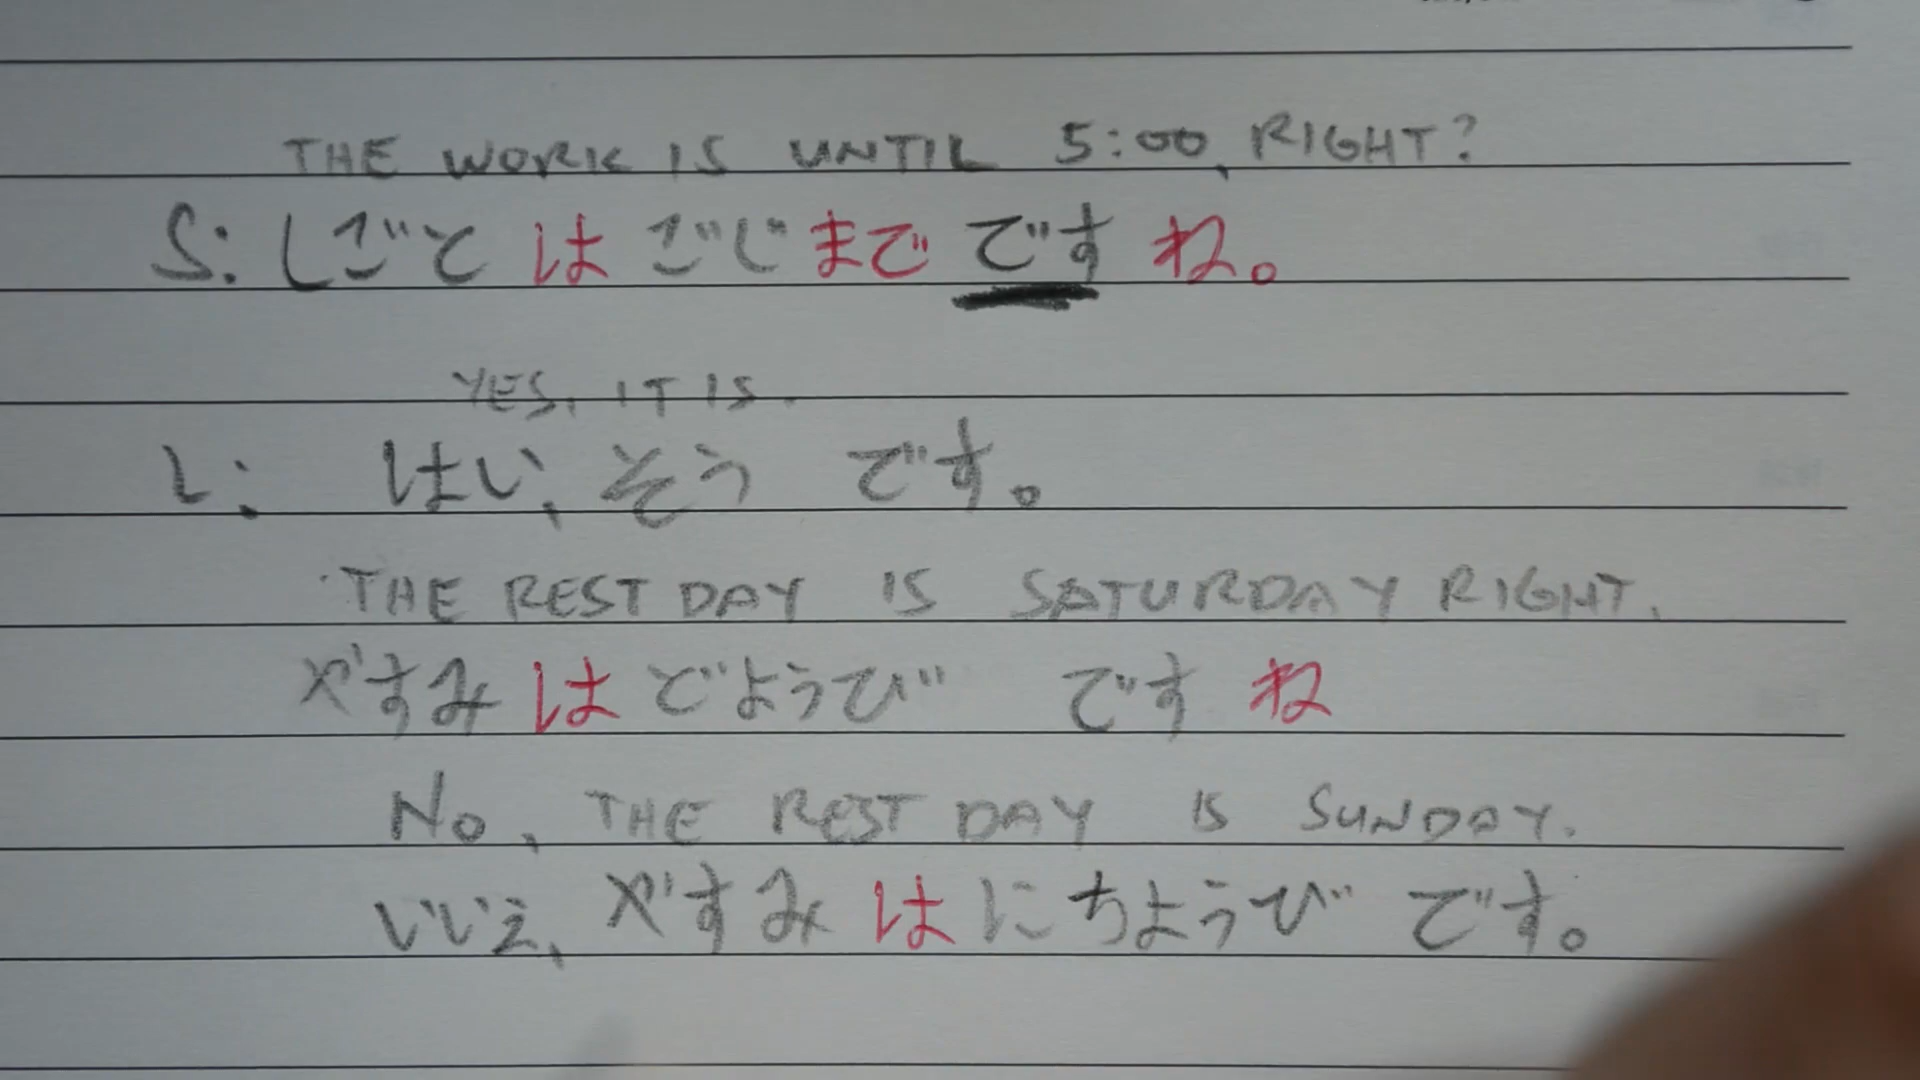 THE WORK IS UNTIL 5:00, RIGHT?
S: しごと は ごじ まで です ね。
YES, IT IS.
L: はい、そう です。
THE REST DAY IS SATURDAY RIGHT.
やすみ は どようび です ね
NO, THE REST DAY IS SUNDAY.
いいえ、やすみ は にちようび です。